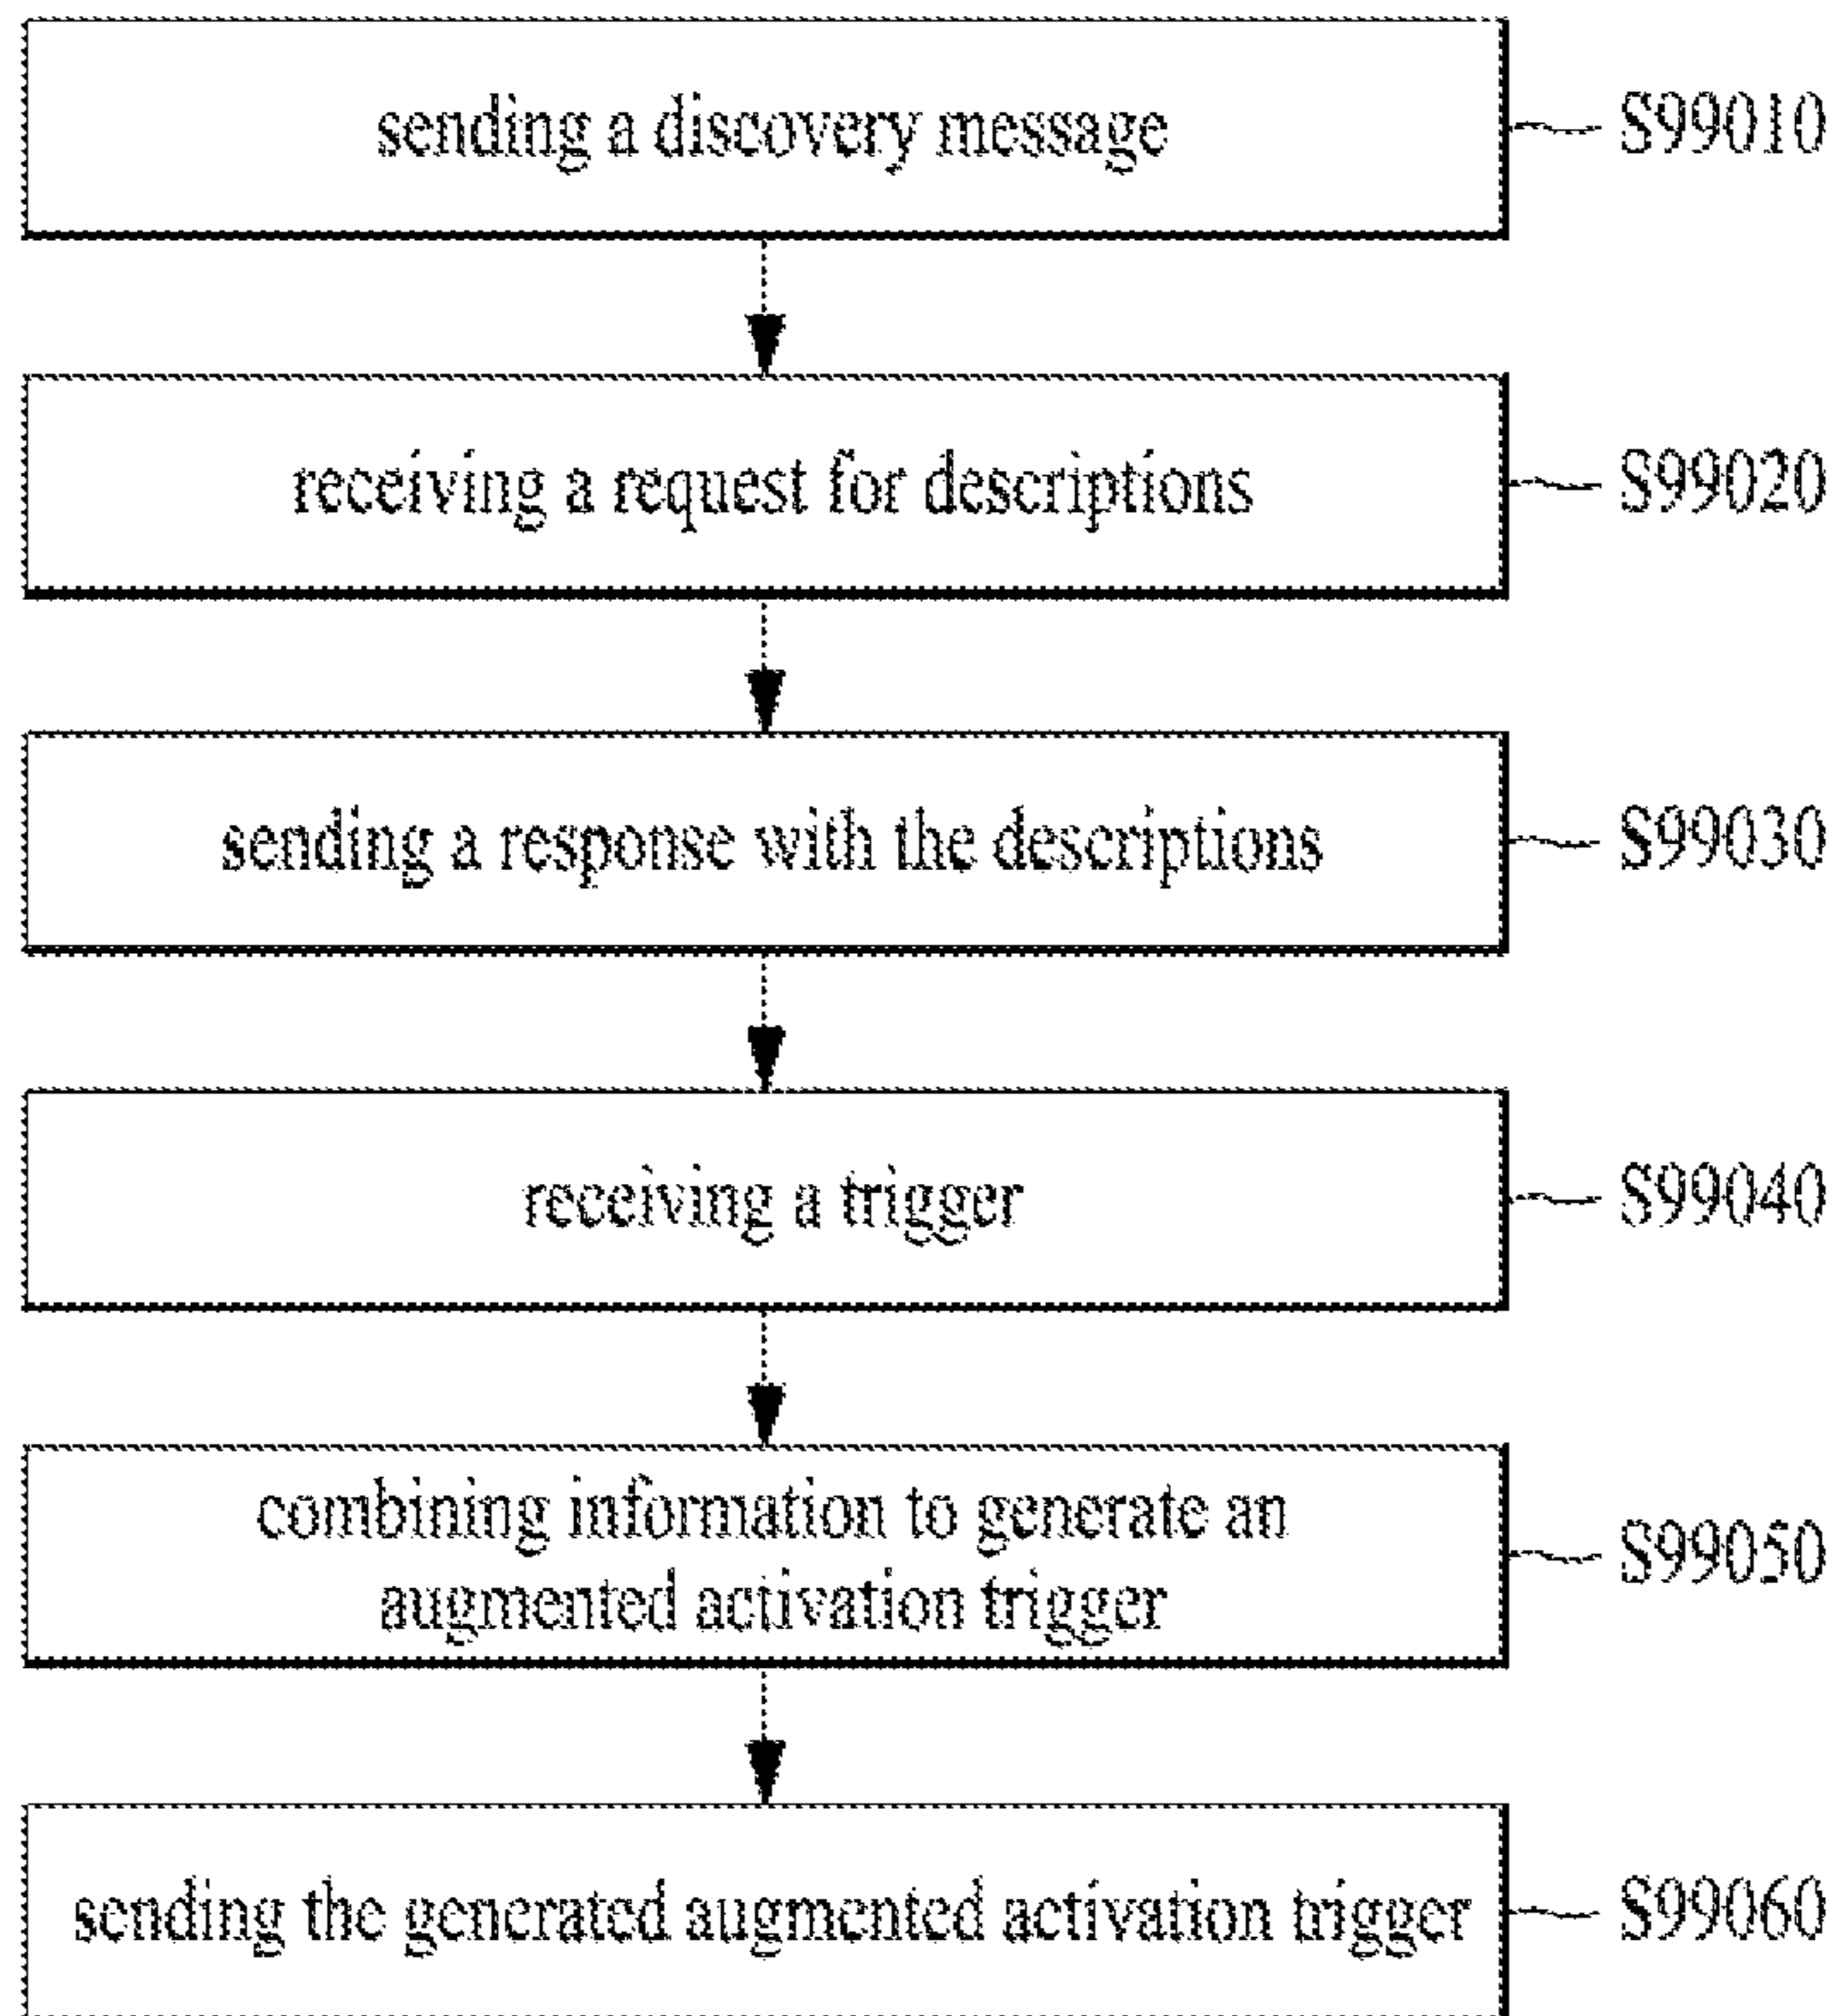 sending a discovery message
S99010
receiving a request for descriptions
S99020
sending a response with the descriptions
S99030
receiving a trigger
S99040
combining information to generate an
augmented activation trigger
S99050
sending the generated augmented activation trigger
S99060